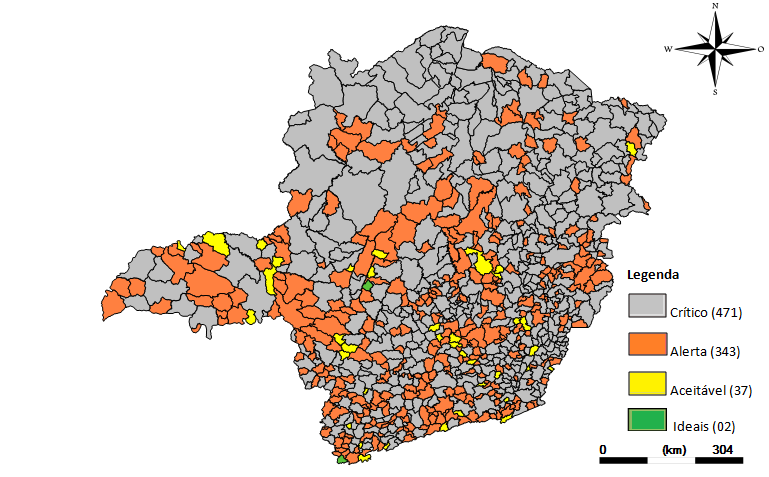 N
W
O
S
Legenda
Crítico (471)
Alerta (343)
Aceitável (37)
Ideais (02)
0 (km) 304